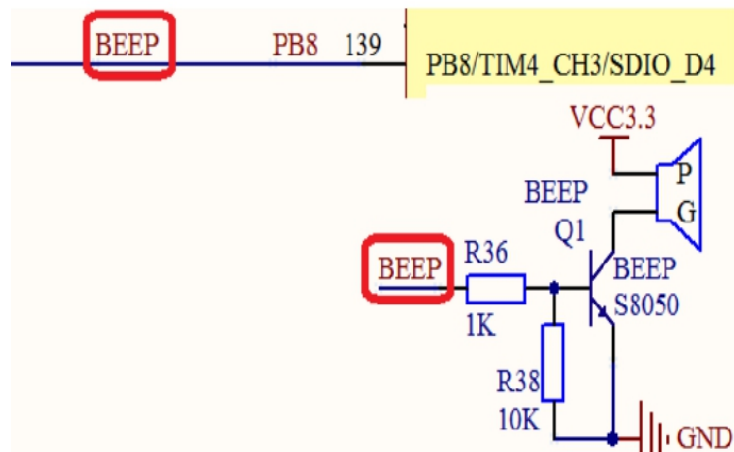 BEEP PB8 139
PB8/TIM4_CH3/SDIO_D4
VCC3.3
P
BEEP
G
Q1
BEEP R36 BEEP
S8050
1K
R38
10K
GND